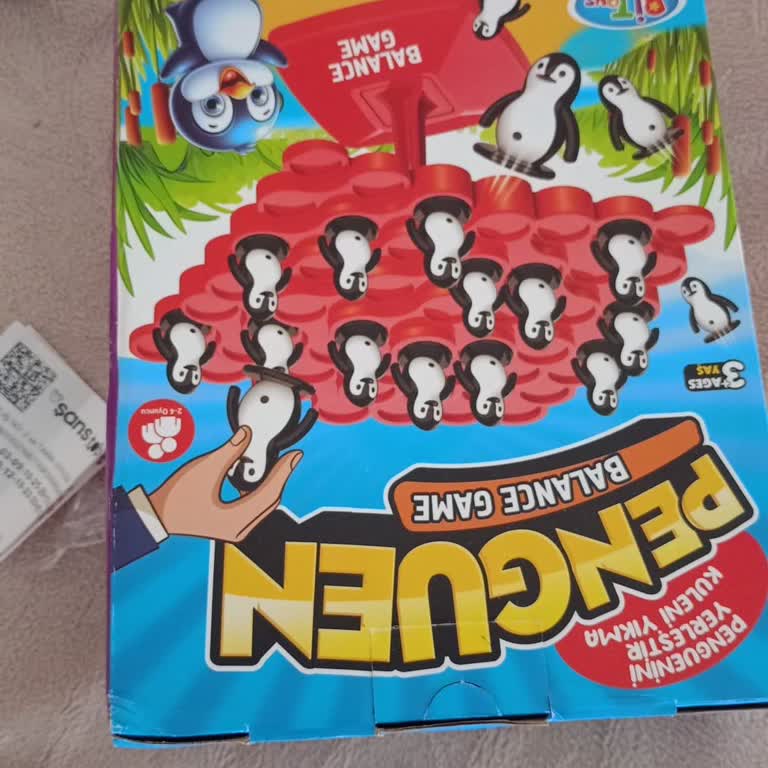 PENGUENİNİ
YERLEŞTİR
KULENİ YIKMA
PENGUEN
BALANCE GAME
2-4 Oyuncu
3+ AGES
YAŞ
BALANCE
GAME